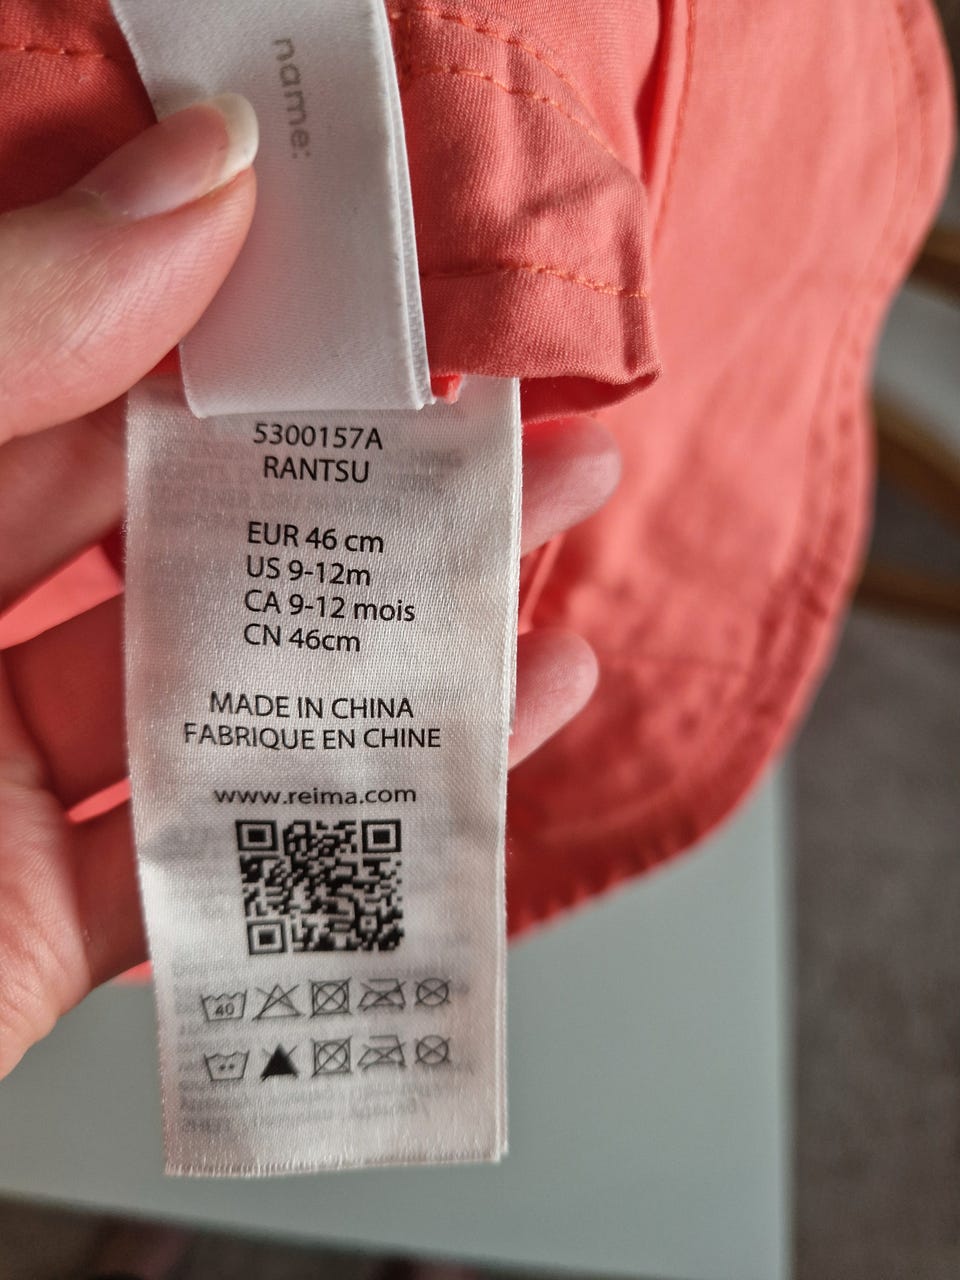 name:
5300157A
RANTSU
EUR 46 cm
US 9-12m
CA 9-12 mois
CN 46cm
MADE IN CHINA
FABRIQUE EN CHINE
www.reima.com
40